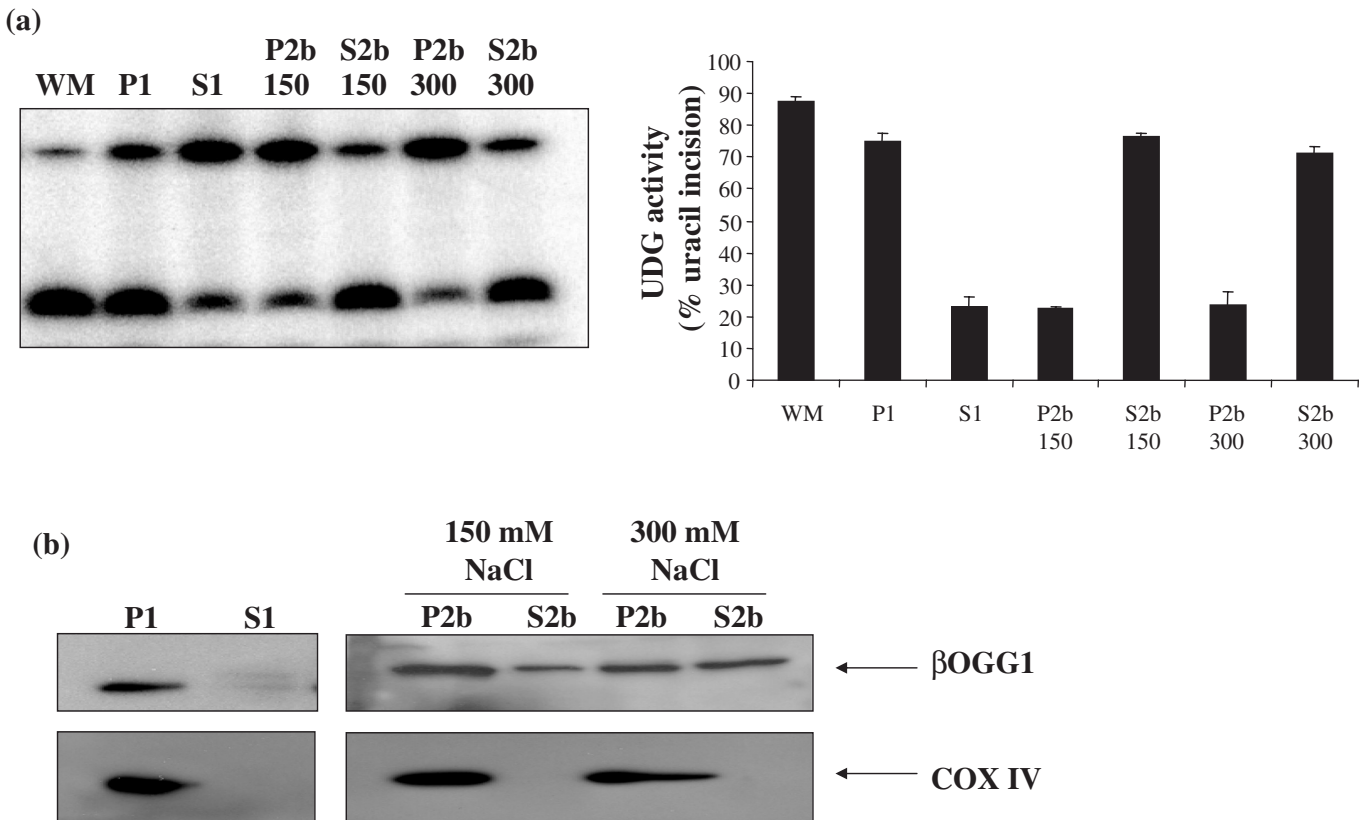 (a)
P2b S2b P2b S2b
WM P1 S1 150 150 300 300
UDG activity
(% uracil incision)
100
90
80
70
60
50
40
30
20
10
0
WM P1 S1 P2b S2b P2b S2b
150 150 300 300
(b)
150 mM 300 mM
NaCl NaCl
P1 S1 P2b S2b P2b S2b
βOGG1
COX IV